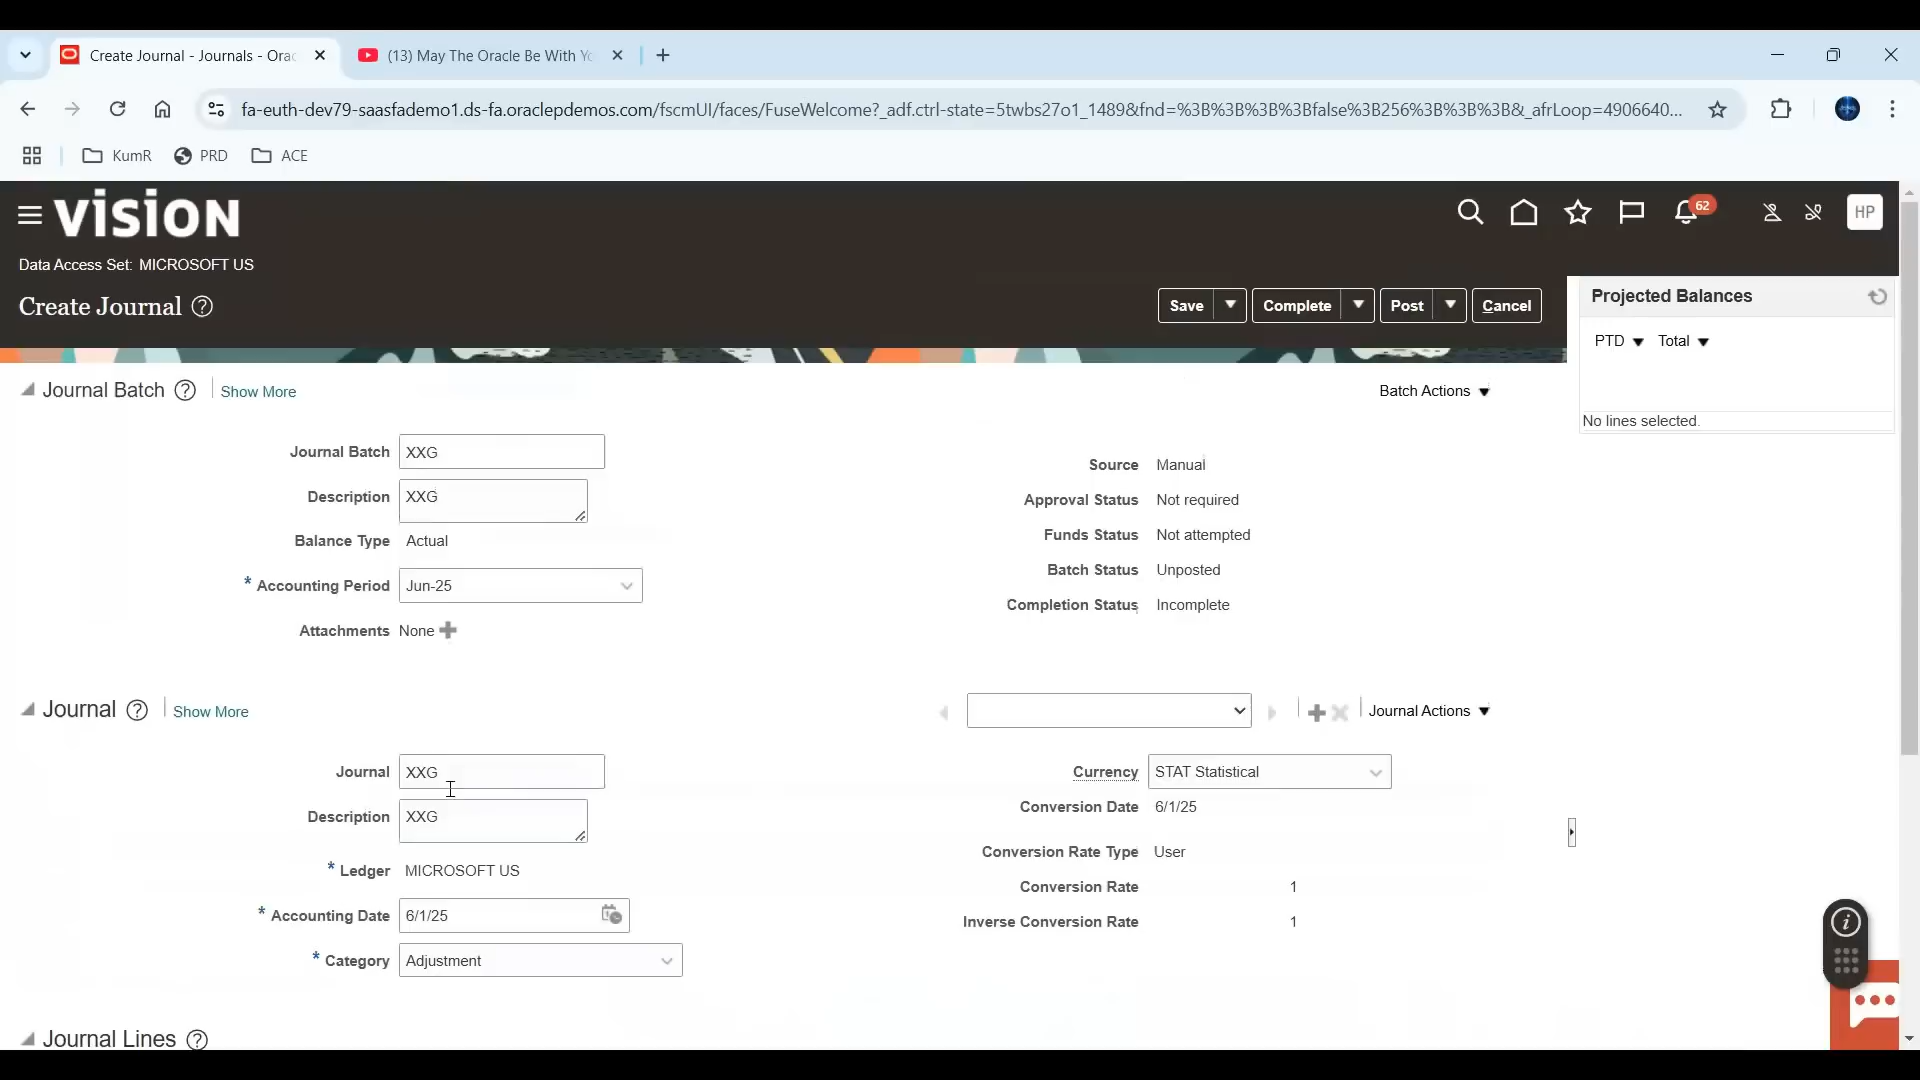 Create Journal - Journals - Orac
(13) May The Oracle Be With Yo
fa-euth-dev79-saasfademo1.ds-fa.oraclepdemos.com/fscmUI/faces/FuseWelcome?_adf.ctrl-state=5twbs27o1_1489&fnd=%3B%3B%3B%3Bfalse%3B256%3B%3B%3B&_afrLoop=4906640...
KumR PRD ACE
VISION
62
HP
Data Access Set: MICROSOFT US
Create Journal ?
Save Complete Post Cancel
Projected Balances
PTD Total
No lines selected.
Journal Batch ? Show More
Batch Actions
Journal Batch XXG
Description XXG
Balance Type Actual
* Accounting Period Jun-25
Attachments None
Source Manual
Approval Status Not required
Funds Status Not attempted
Batch Status Unposted
Completion Status Incomplete
Journal ? Show More
Journal Actions
Journal XXG
Description XXG
* Ledger MICROSOFT US
* Accounting Date 6/1/25
* Category Adjustment
Currency STAT Statistical
Conversion Date 6/1/25
Conversion Rate Type User
Conversion Rate 1
Inverse Conversion Rate 1
Journal Lines ?